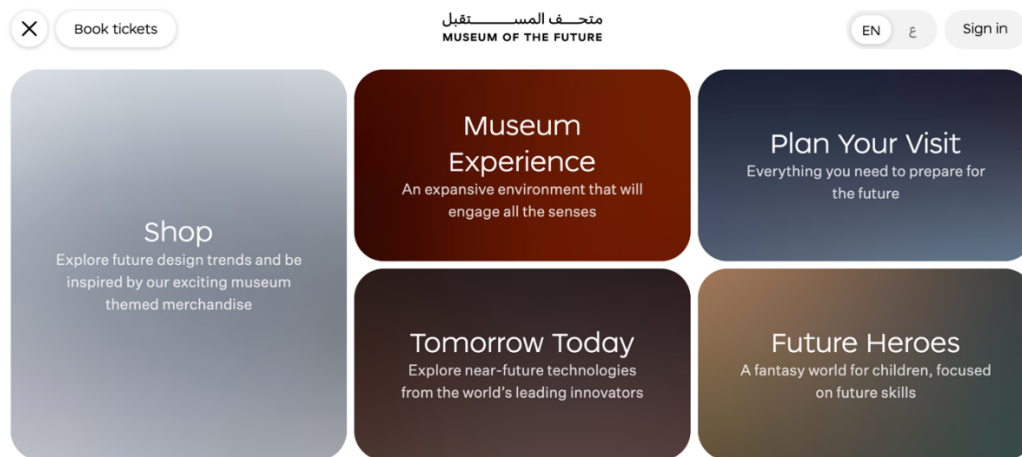 Book tickets
متحـــف المســـــــــتقبل
MUSEUM OF THE FUTURE
EN
ع
Sign in
Shop
Explore future design trends and be
inspired by our exciting museum
themed merchandise
Museum
Experience
An expansive environment that will
engage all the senses
Plan Your Visit
Everything you need to prepare for
the future
Tomorrow Today
Explore near-future technologies
from the world's leading innovators
Future Heroes
A fantasy world for children, focused
on future skills